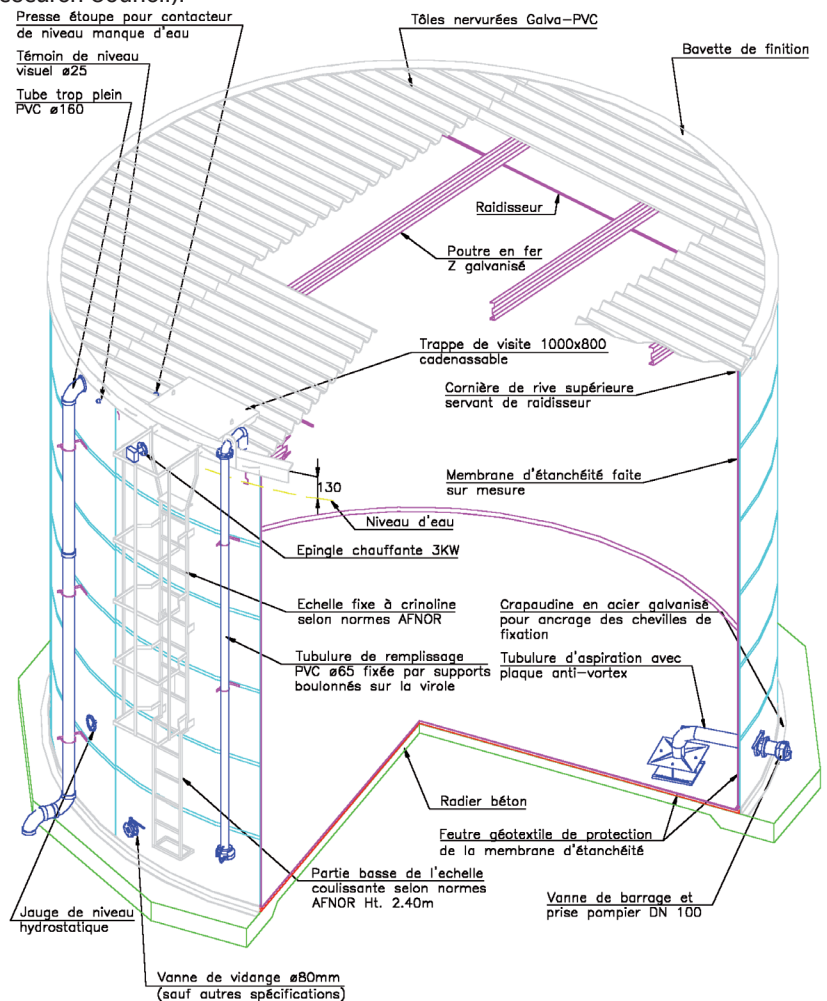 Research Council).
Presse étoupe pour contacteur
de niveau manque d'eau
Témoin de niveau
visuel ø25
Tube trop plein
PVC ø160
Tôles nervurées Galva-PVC
Bavette de finition
Raidisseur
Poutre en fer
Z galvanisé
Trappe de visite 1000x800
cadenassable
Cornière de rive supérieure
servant de raidisseur
130
Membrane d'étanchéité faite
sur mesure
Niveau d'eau
Epingle chauffante 3KW
Echelle fixe à crinoline
selon normes AFNOR
Crapaudine en acier galvanisé
pour ancrage des chevilles de
fixation
Tubulure de remplissage
PVC ø65 fixée par supports
boulonnés sur la virole
Tubulure d'aspiration avec
plaque anti-vortex
Radier béton
Feutre géotextile de protection
de la membrane d'étanchéité
Partie basse de l'echelle
coulissante selon normes
AFNOR Ht. 2.40m
Vanne de barrage et
prise pompier DN 100
Jauge de niveau
hydrostatique
Vanne de vidange ø80mm
(sauf autres spécifications)